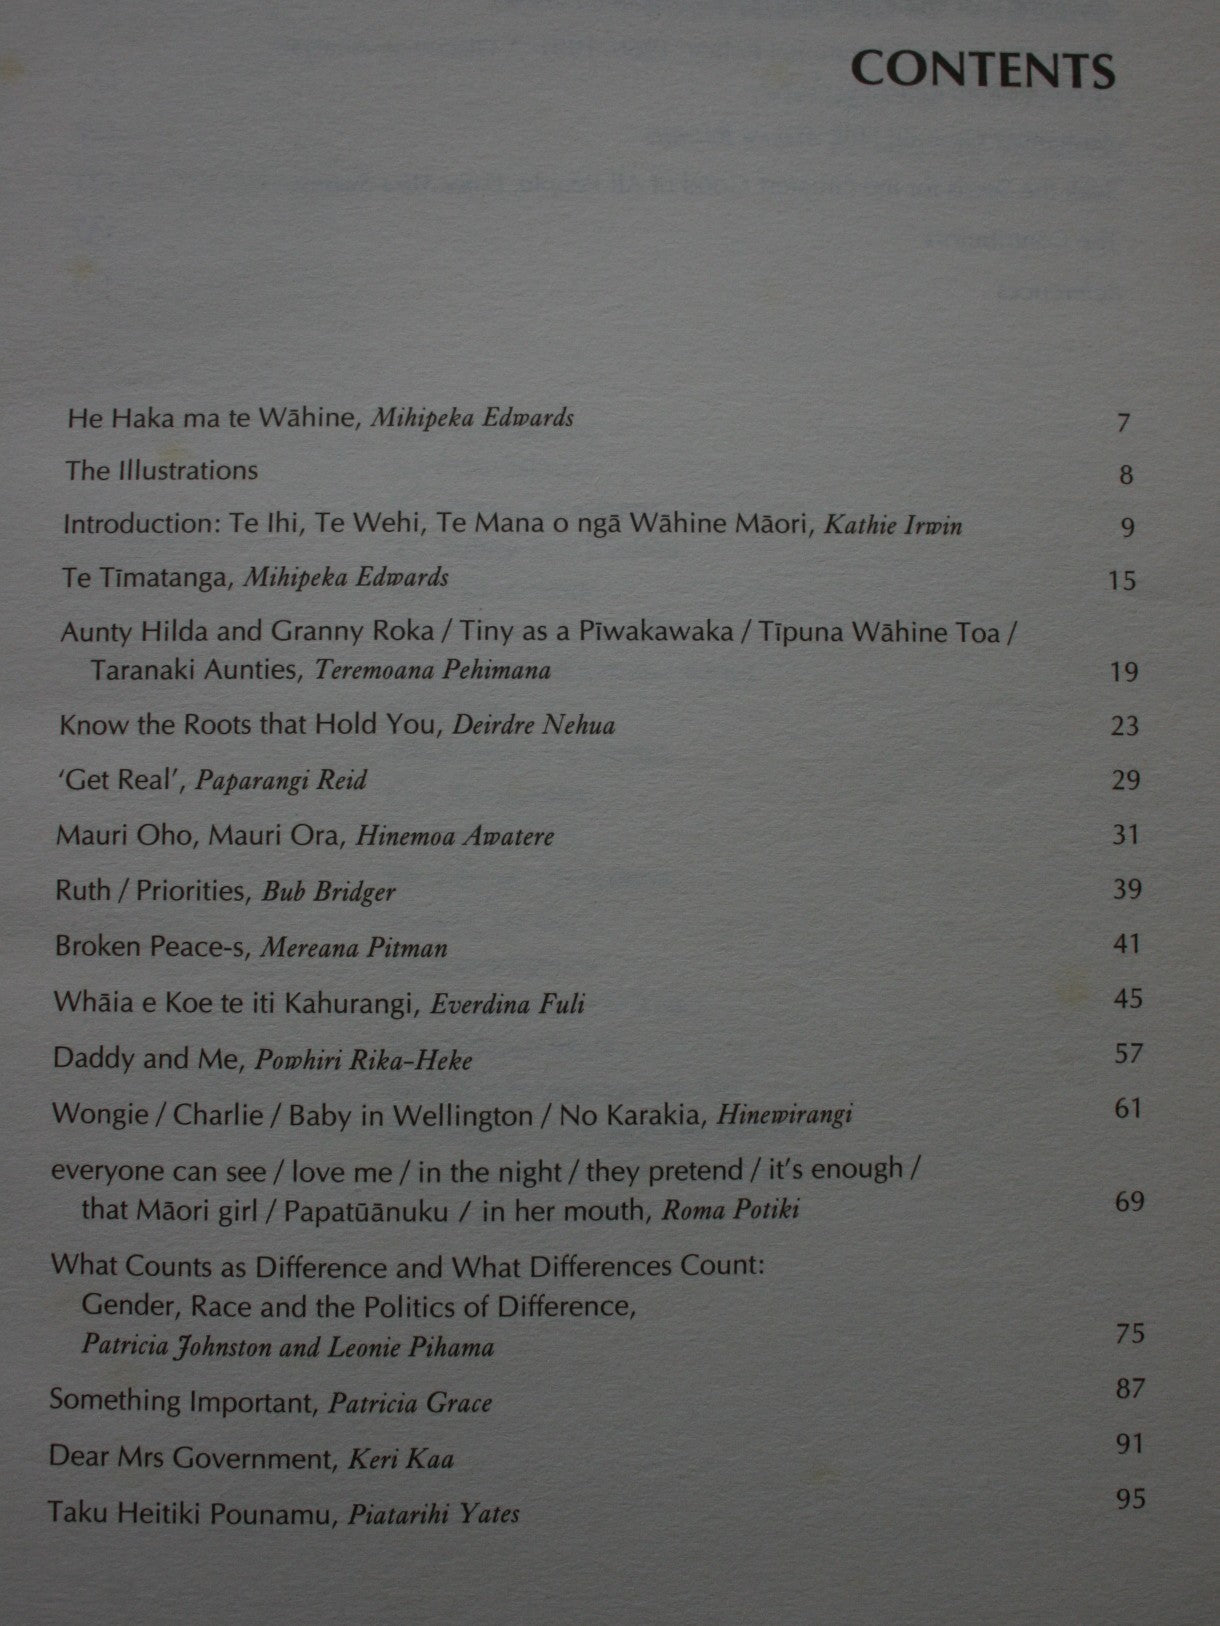 CONTENTS
He Haka ma te Wāhine, Mihipeka Edwards 7
The Illustrations 8
Introduction: Te Ihi, Te Wehi, Te Mana o ngā Wāhine Māori, Kathie Irwin 9
Te Tīmatanga, Mihipeka Edwards 15
Aunty Hilda and Granny Roka / Tiny as a Pīwakawaka / Tīpuna Wāhine Toa /
Taranaki Aunties, Teremoana Pehimana 19
Know the Roots that Hold You, Deirdre Nehua 23
‘Get Real’, Paparangi Reid 29
Mauri Oho, Mauri Ora, Hinemoa Awatere 31
Ruth / Priorities, Bub Bridger 39
Broken Peace-s, Mereana Pitman 41
Whāia e Koe te iti Kahurangi, Everdina Fuli 45
Daddy and Me, Powhiri Rika-Heke 57
Wongie / Charlie / Baby in Wellington / No Karakia, Hinewirangi 61
everyone can see / love me / in the night / they pretend / it’s enough /
that Māori girl / Papatūānuku / in her mouth, Roma Potiki 69
What Counts as Difference and What Differences Count:
Gender, Race and the Politics of Difference,
Patricia Johnston and Leonie Pihama 75
Something Important, Patricia Grace 87
Dear Mrs Government, Keri Kaa 91
Taku Heitiki Pounamu, Piatarihi Yates 95